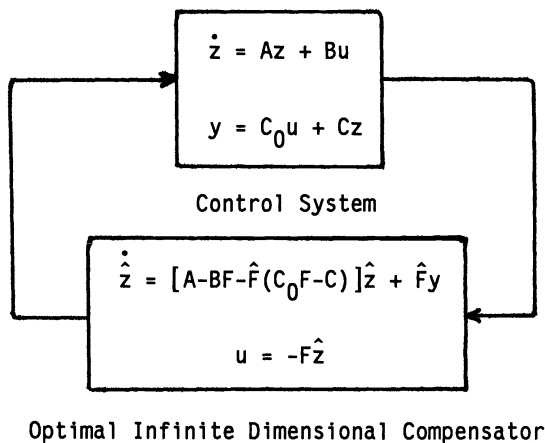 ż = Az + Bu
y = C₀u + Cz
Control System
ẑ̇ = [A-BF-F̂(C₀F-C)]ẑ + F̂y
u = -Fẑ
Optimal Infinite Dimensional Compensator